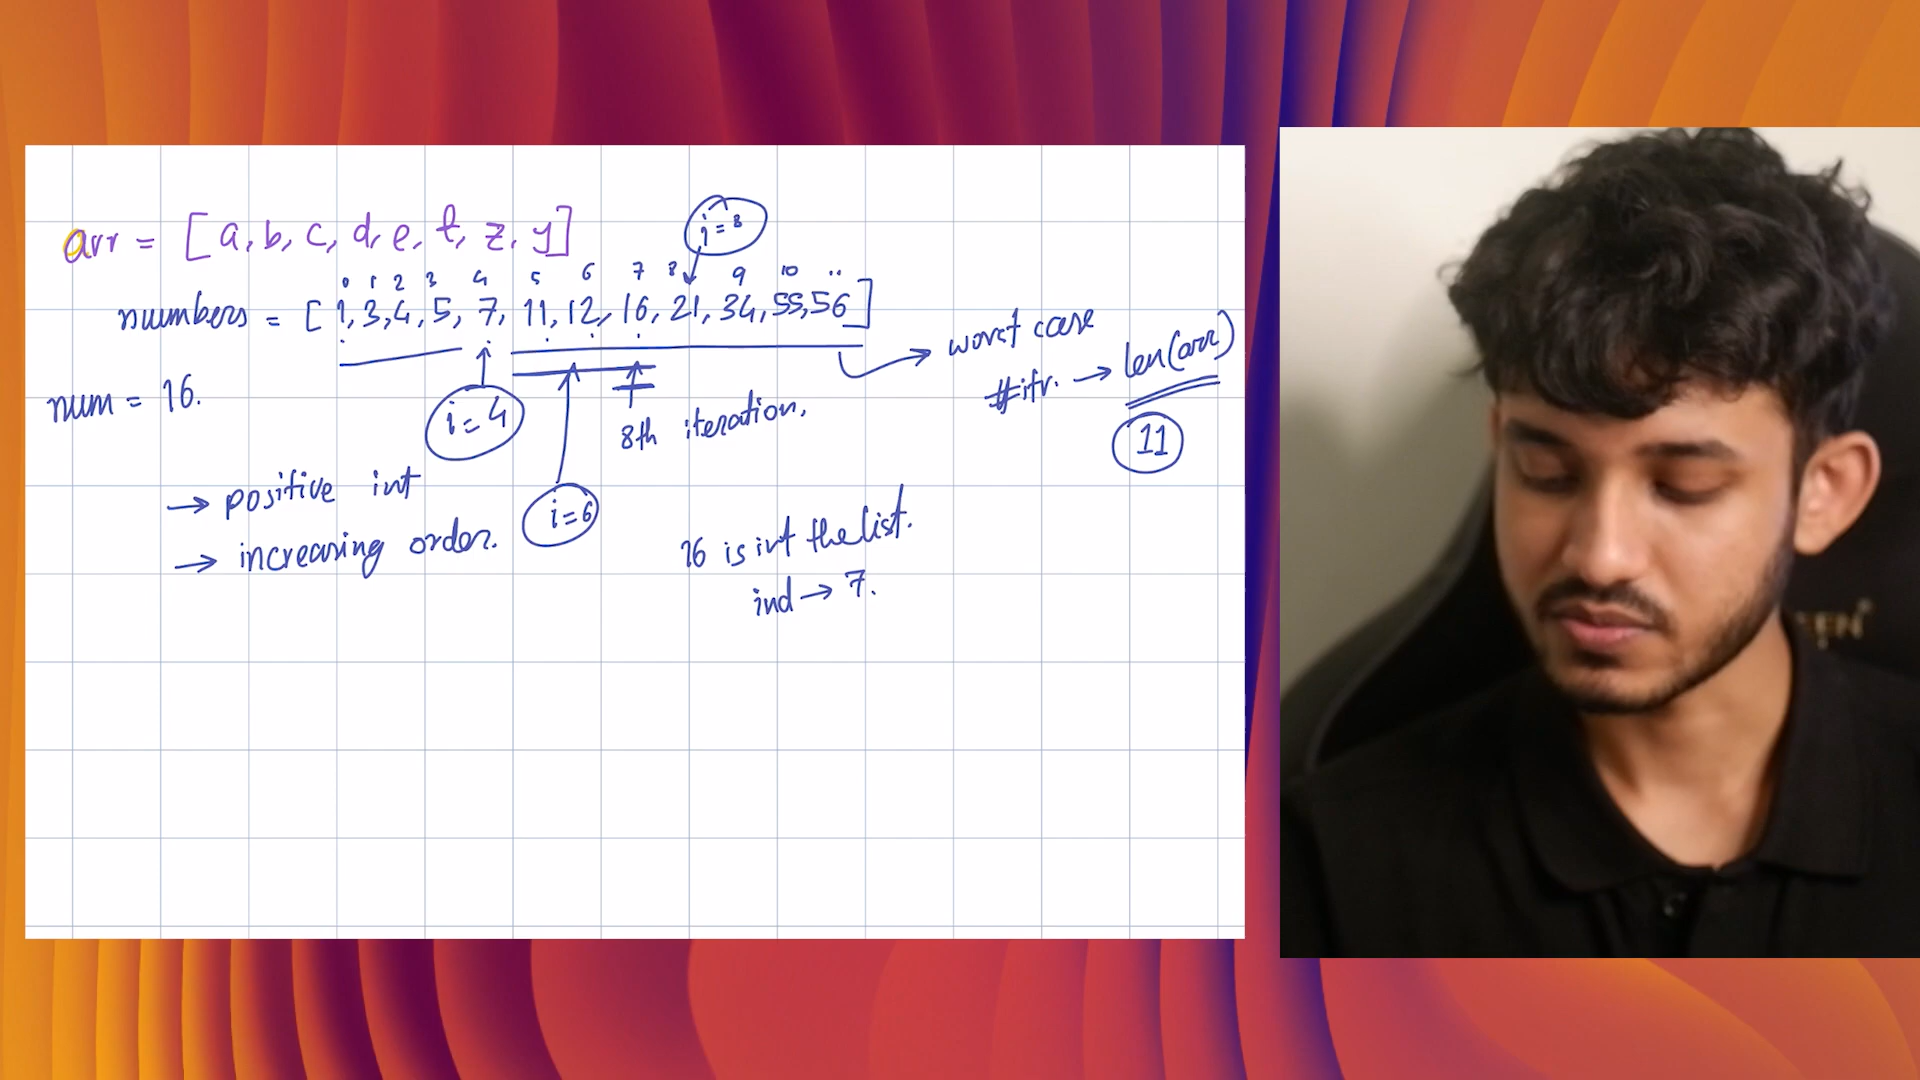 arr = [a, b, c, d, e, f, z, y]
i = 8
0 1 2 3 4 5 6 7 8 9 10 ..
numbers = [1, 3, 4, 5, 7, 11, 12, 16, 21, 34, 55, 56]
worst case
#itr. → len(arr)
11
num = 16.
i = 4
8th iteration.
→ positive int
i = 6
→ increasing order.
16 is int the list.
ind → 7.